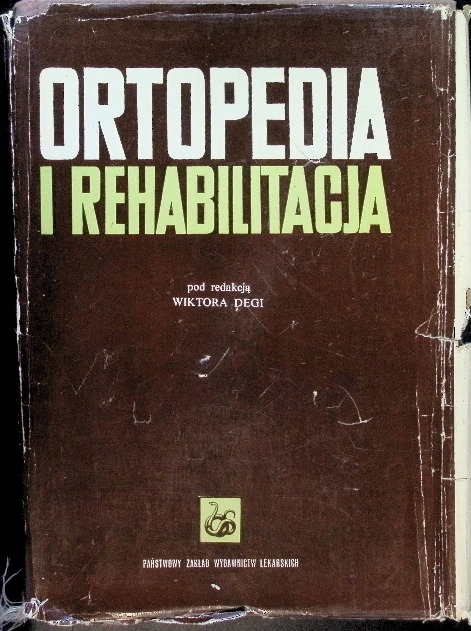 ORTOPEDIA
I REHABILITACJA
pod redakcją
WIKTORA DEGI
PAŃSTWOWY ZAKŁAD WYDAWNICTW LEKARSKICH